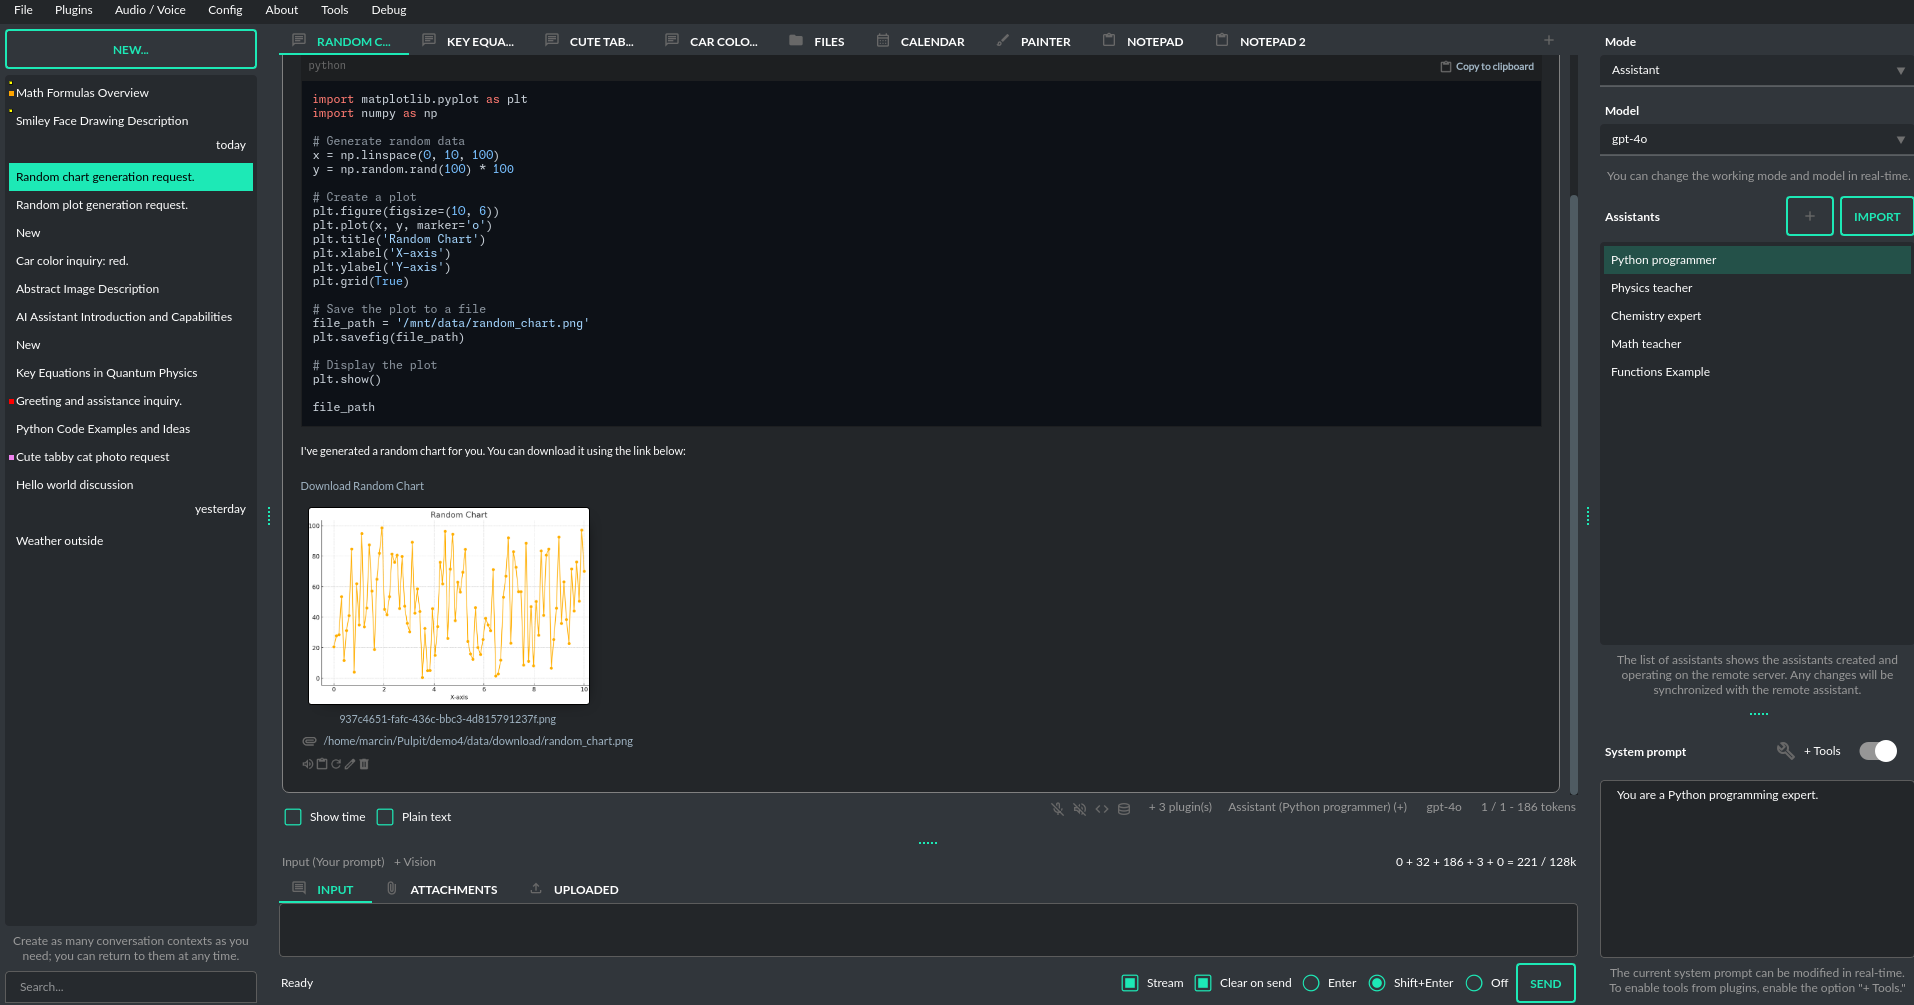 File Plugins Audio / Voice Config About Tools Debug
NEW...
Math Formulas Overview
Smiley Face Drawing Description
today
Random chart generation request.
Random plot generation request.
New
Car color inquiry: red.
Abstract Image Description
AI Assistant Introduction and Capabilities
New
Key Equations in Quantum Physics
Greeting and assistance inquiry.
Python Code Examples and Ideas
Cute tabby cat photo request
Hello world discussion
yesterday
Weather outside
Create as many conversation contexts as you
need; you can return to them at any time.
Search...
RANDOM C... KEY EQUA... CUTE TAB... CAR COLO... FILES CALENDAR PAINTER NOTEPAD NOTEPAD 2
python Copy to clipboard
import matplotlib.pyplot as plt
import numpy as np
# Generate random data
x = np.linspace(0, 10, 100)
y = np.random.rand(100) * 100
# Create a plot
plt.figure(figsize=(10, 6))
plt.plot(x, y, marker='o')
plt.title('Random Chart')
plt.xlabel('X-axis')
plt.ylabel('Y-axis')
plt.grid(True)
# Save the plot to a file
file_path = '/mnt/data/random_chart.png'
plt.savefig(file_path)
# Display the plot
plt.show()
file_path
I've generated a random chart for you. You can download it using the link below:
Download Random Chart
Random Chart
100
80
60
40
20
0
0 2 4 6 8 10
X-axis
937c4651-fafc-436c-bbc3-4d815791237f.png
/home/marcin/Pulpit/demo4/data/download/random_chart.png
Show time Plain text
+ 3 plugin(s) Assistant (Python programmer) (+) gpt-4o 1 / 1 - 186 tokens
Input (Your prompt) + Vision
0 + 32 + 186 + 3 + 0 = 221 / 128k
INPUT ATTACHMENTS UPLOADED
Ready
Stream Clear on send Enter Shift+Enter Off SEND
Mode
Assistant
Model
gpt-4o
You can change the working mode and model in real-time.
Assistants + IMPORT
Python programmer
Physics teacher
Chemistry expert
Math teacher
Functions Example
The list of assistants shows the assistants created and
operating on the remote server. Any changes will be
synchronized with the remote assistant.
System prompt + Tools
You are a Python programming expert.
The current system prompt can be modified in real-time.
To enable tools from plugins, enable the option "+ Tools."